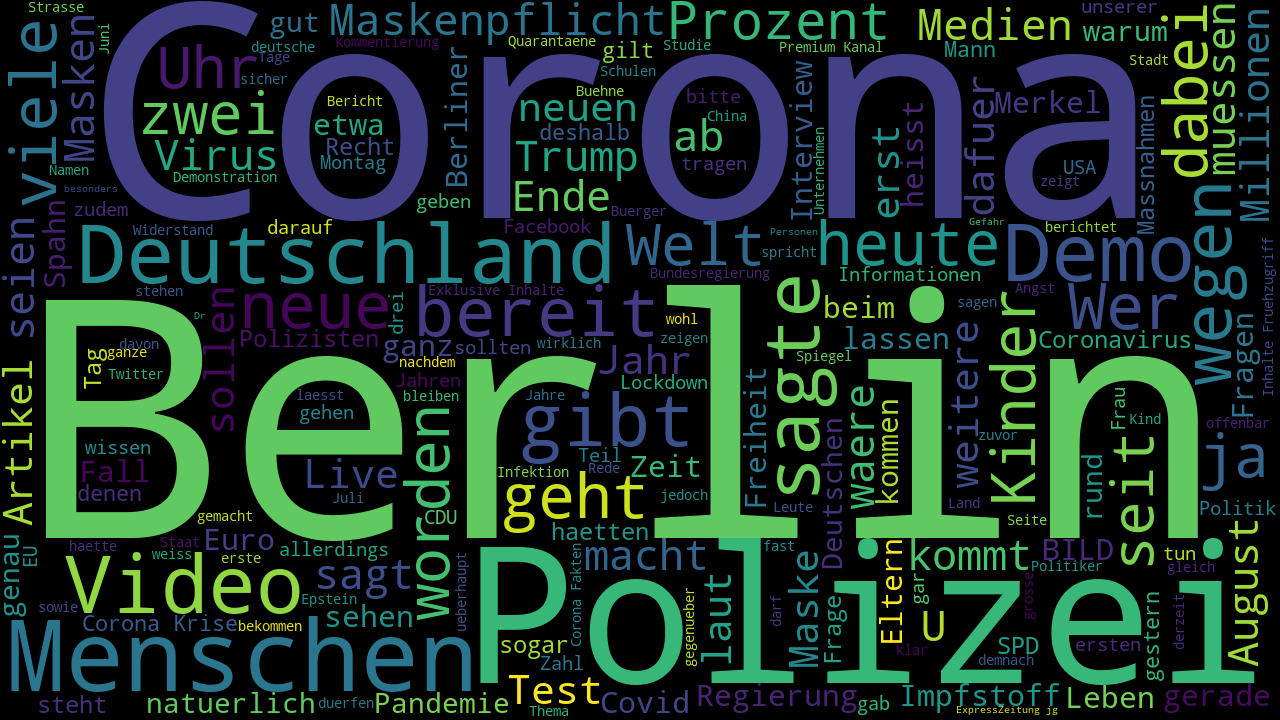 Strasse
gut
Maskenpflicht
Prozent
Medien
unserer
warum
Millionen
viele
Masken
Juni
deutsche
Tage
sicher
Kommentierung
Uhr
Corona
Quarantaene
gilt
Studie
Premium Kanal
Mann
Stadt
dabei
muessen
zwei
Bericht
etwa
Berliner
Schulen
Buehne
neuen
bitte
China
Interview
dafuer
Merkel
heisst
erst
Virus
Recht
Montag
Demonstration
deshalb
Trump
ab
tragen
Unternehmen
USA
zeigt
Massnahmen
Namen
besonders
zudem
geben
Ende
Buerger
Personen
Gefahr
berichtet
Wegen
seien
Spahn
Widerstand
darauf
Facebook
Deutschland
Welt
spricht
heute
Demo
Bundesregierung
Informationen
Angst
Fragen
Inhalte Fruehzugriff
stehen
Exclusive Inhalte
neue
bereit
sagte
beim
sagen
Wer
Dr
drei
sollen
Polizisten
davon
ganze
Tag
Twitter
ganz
sollten
wirklich
wohl
zeigen
Jahr
lassen
Spiegel
Weitere
Kinder
Coronavirus
nachdem
Jahren
bleiben
Lockdown
Berlin
Artikel
laesst
gehen
Jahre
gibt
Freiheit
Waere
kommen
zuvor
Frau
Kind
offenbar
ja
wissen
Fall
denen
Live
Juli
worden
Teil
Rede
Infektion
Zeit
jedoch
Leute
Deutschen
Land
seit
rund
Seite
Politik
gemacht
CDU
geht
haetten
August
genau
EU
haette
Staat
weiss
Euro
erste
allerdings
macht
fast
kommt
BILD
tun
gleich
Video
sagt
Epstein
sehen
ueberhaupt
Corona Fakten
Polizei
laut
Maske
darf
Eltern
gar
Politiker
grosse
U
sowie
Corona Krise
bekommen
gegenueber
Frage
klar
SPD
ersten
demnach
gestern
derzeit
Menschen
sogar
Zahl
steht
natuerlich
duerfen
Pandemie
Test
Thema
Covid
Regierung
gab
Impfstoff
ExpressZeitung jg
Leben
gerade